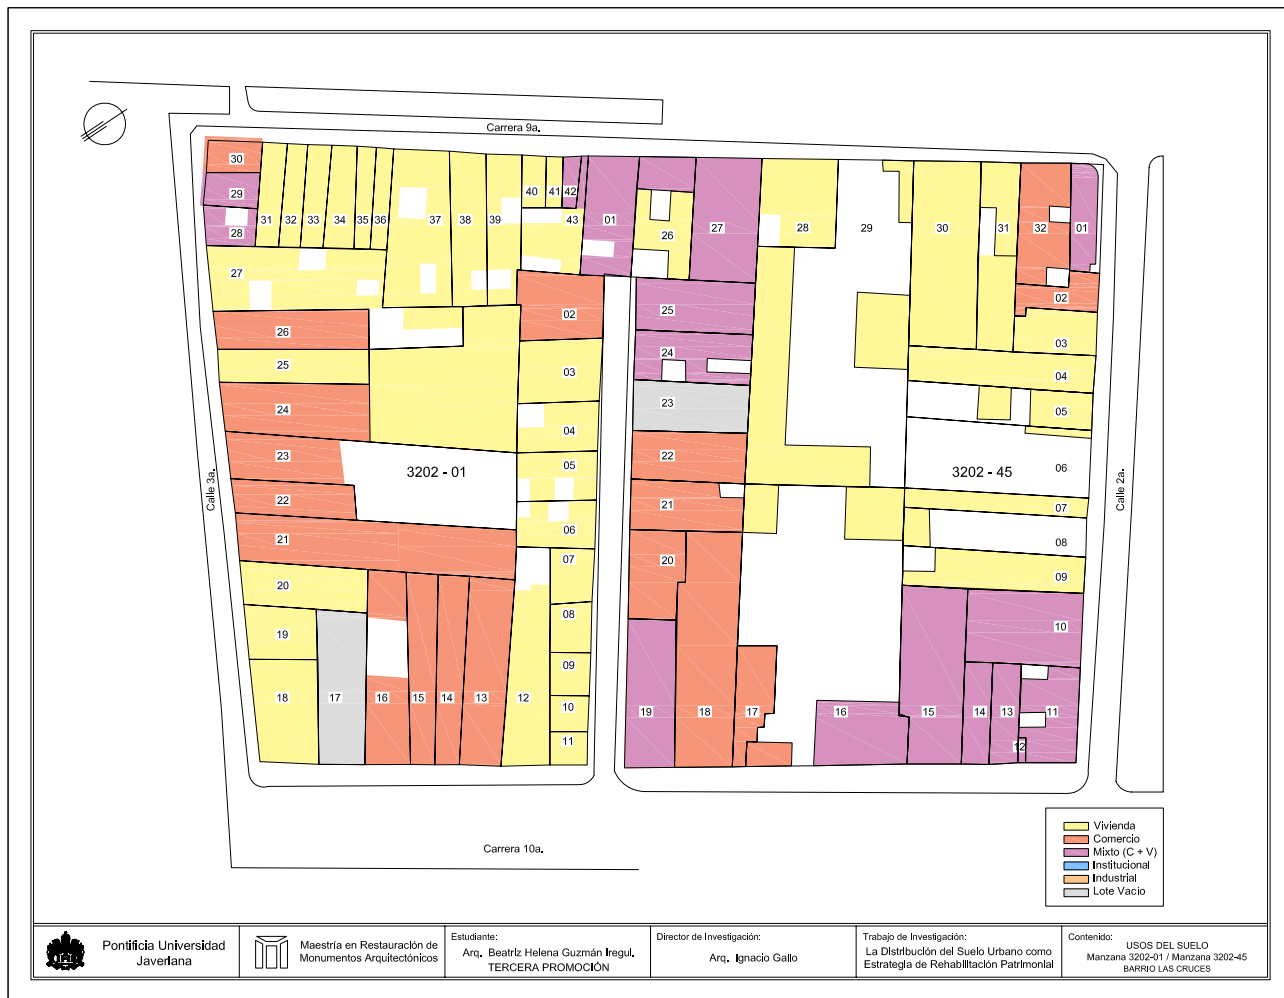 Carrera 9a.
30
29
28
31
32
33
34
35
36
37
38
39
40
41
42
43
01
26
27
28
29
30
31
32
01
27
02
25
02
26
03
25
24
03
04
24
23
05
04
23
22
05
06
22
3202 - 01
3202 - 45
21
07
06
21
08
20
07
09
20
19
08
10
18
17
16
15
14
13
12
09
10
11
19
18
17
16
15
14
13
12
11
Calle 3a.
Calle 2a.
Carrera 10a.
Vivienda
Comercio
Mixto (C + V)
Institucional
Industrial
Lote Vacio
Pontificia Universidad
Javeriana
Maestría en Restauración de
Monumentos Arquitectónicos
Estudiante:
Arq. Beatriz Helena Guzmán Iregui.
TERCERA PROMOCIÓN
Director de Investigación:
Arq. Ignacio Gallo
Trabajo de Investigación:
La Distribución del Suelo Urbano como
Estrategia de Rehabilitación Patrimonial
Contenido:
USOS DEL SUELO
Manzana 3202-01 / Manzana 3202-45
BARRIO LAS CRUCES